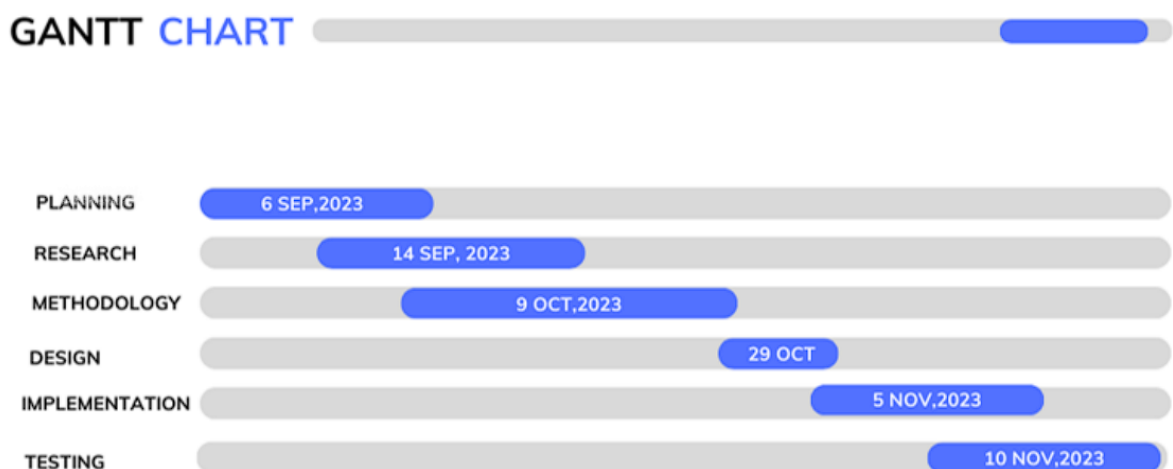 GANTT CHART
PLANNING 6 SEP,2023
RESEARCH 14 SEP, 2023
METHODOLOGY 9 OCT,2023
DESIGN 29 OCT
IMPLEMENTATION 5 NOV,2023
TESTING 10 NOV,2023